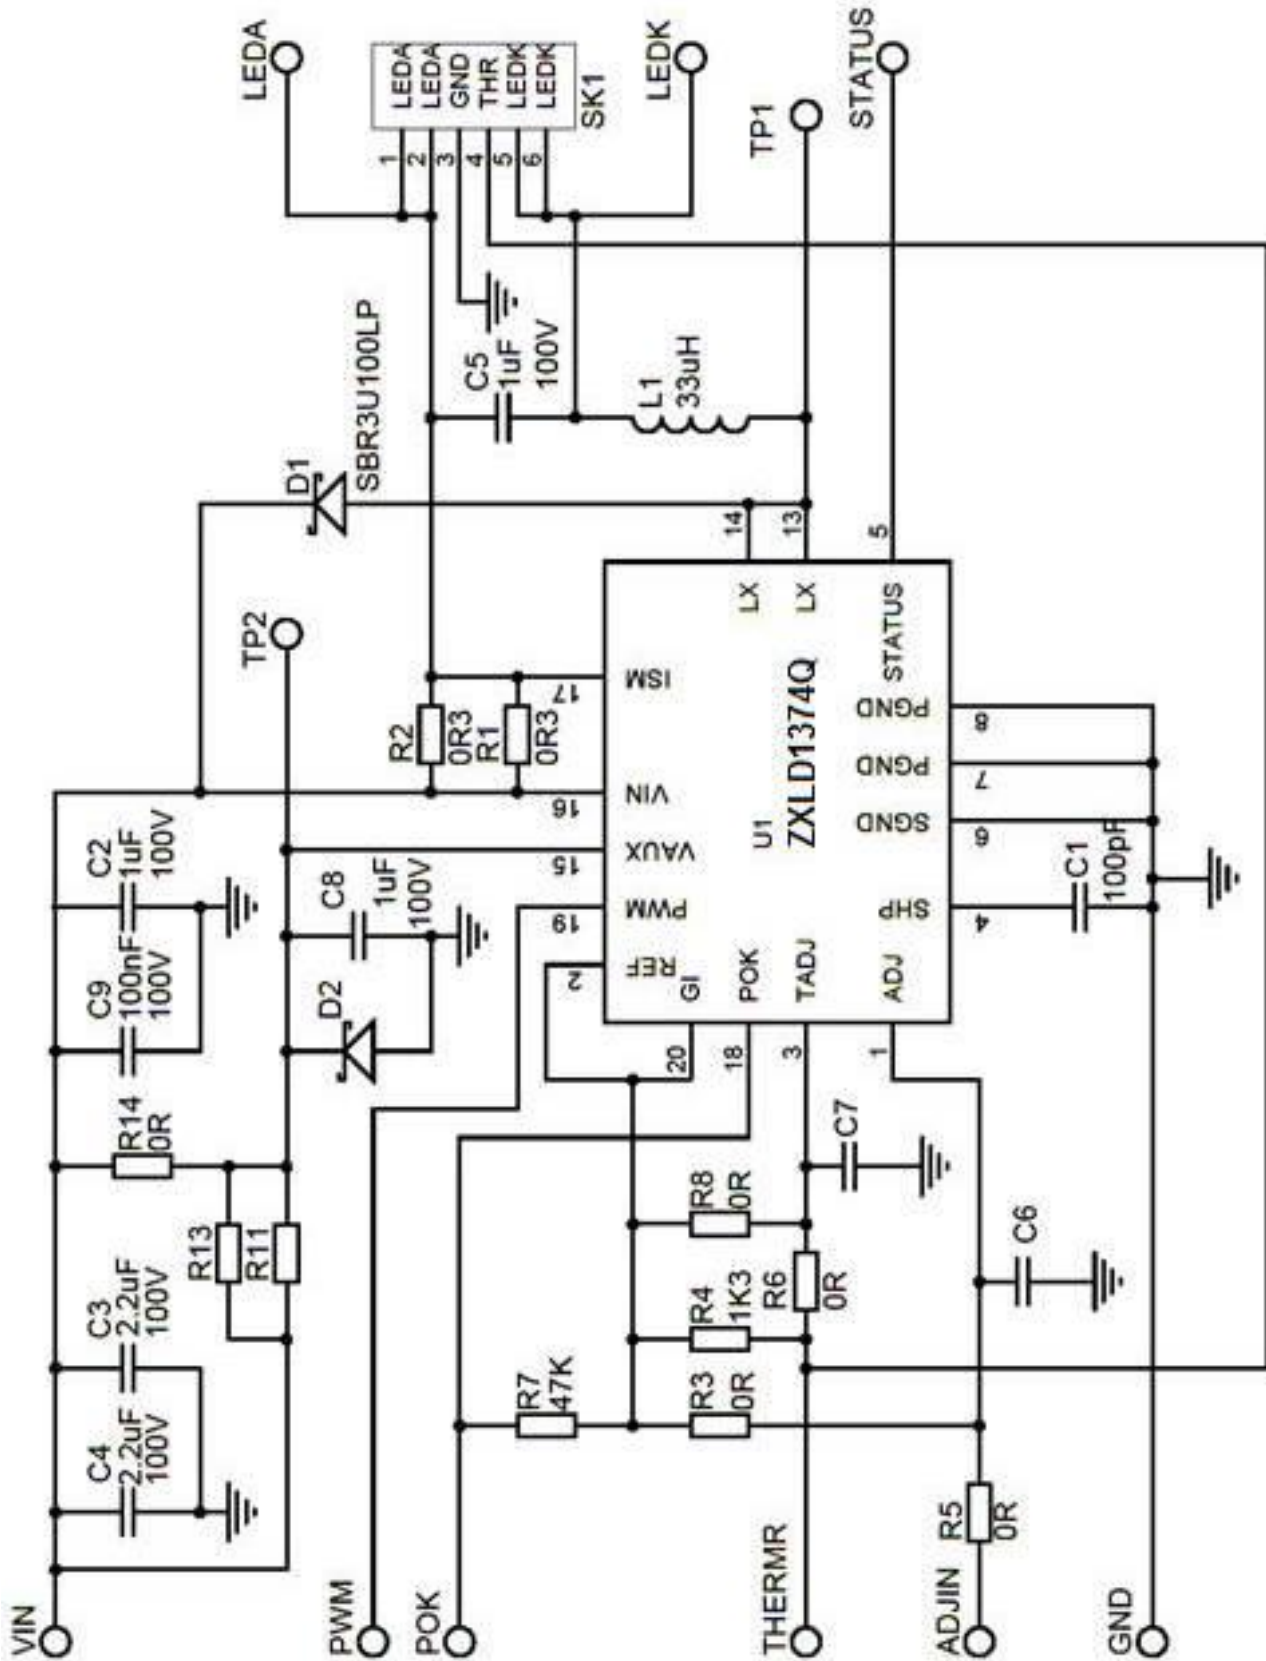 VIN
C4
2.2uF
100V
C3
2.2uF
100V
R13
R11
R14
0R
C9
100nF
100V
C2
1uF
100V
D2
C8
1uF
100V
TP2
D1
SBR3U100LP
LEDA
1
2
3
4
5
6
LEDA
LEDA
GND
THR
LEDK
LEDK
SK1
LEDK
C5
1uF
100V
L1
33uH
TP1
STATUS
R2
0R3
R1
0R3
PWM
POK
R7
47K
R3
0R
R4
1K3
R8
0R
R6
0R
C7
THERMR
ADJIN
R5
0R
C6
GND
2
19
15
16
17
REF
PWM
VAUX
VIN
ISM
20
18
3
1
GI
POK
TADJ
ADJ
U1
ZXLD1374Q
LX
LX
STATUS
14
13
5
SHP
SGND
PGND
PGND
4
6
7
8
C1
100pF